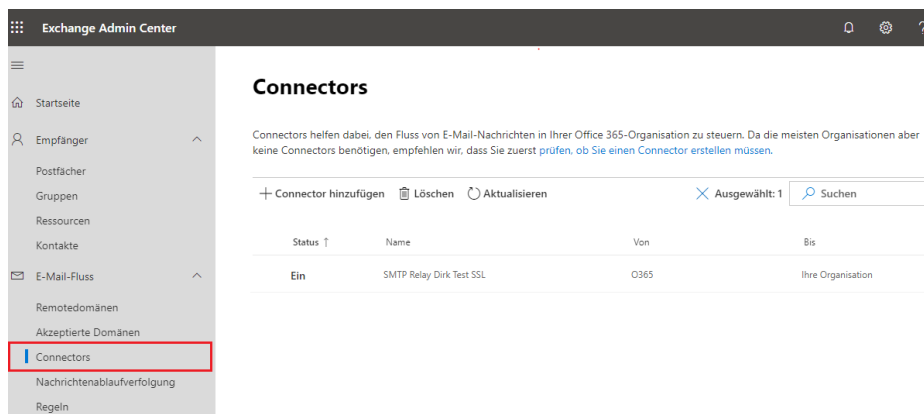 Exchange Admin Center
?
Startseite
Empfänger
Postfächer
Gruppen
Ressourcen
Kontakte
E-Mail-Fluss
Remotedomänen
Akzeptierte Domänen
Connectors
Nachrichtenablaufverfolgung
Regeln
Connectors
Connectors helfen dabei, den Fluss von E-Mail-Nachrichten in Ihrer Office 365-Organisation zu steuern. Da die meisten Organisationen aber
keine Connectors benötigen, empfehlen wir, dass Sie zuerst prüfen, ob Sie einen Connector erstellen müssen.
Connector hinzufügen Löschen Aktualisieren Ausgewählt: 1 Suchen
Status ↑ Name Von Bis
Ein SMTP Relay Dirk Test SSL O365 Ihre Organisation